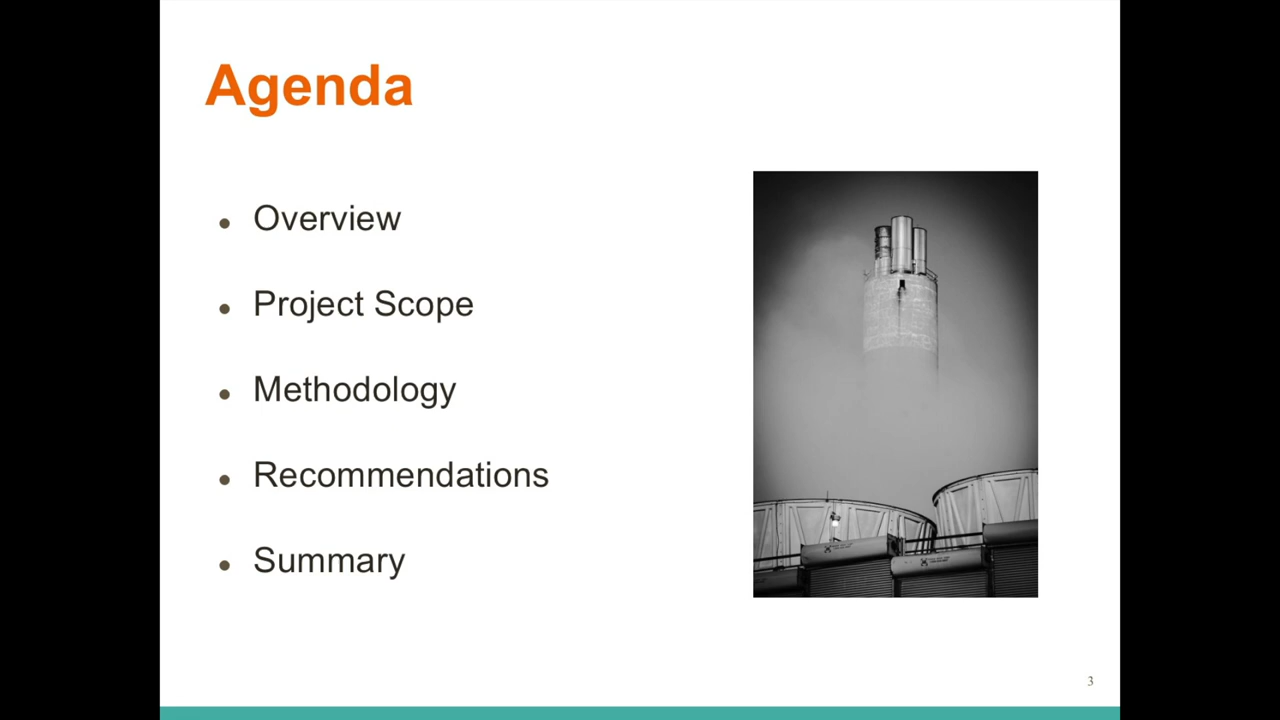 Agenda
● Overview
● Project Scope
● Methodology
● Recommendations
● Summary
3